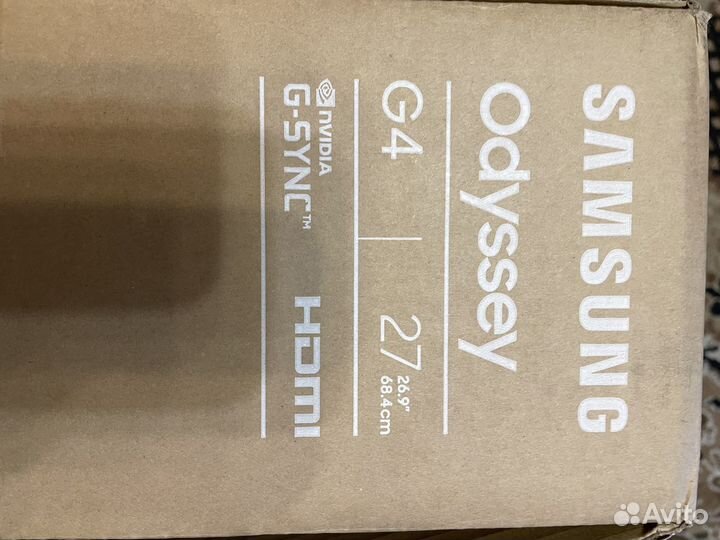 SAMSUNG
Odyssey
G4
27
26.9"
68.4cm
NVIDIA
G-SYNC™
HDMI
Avito